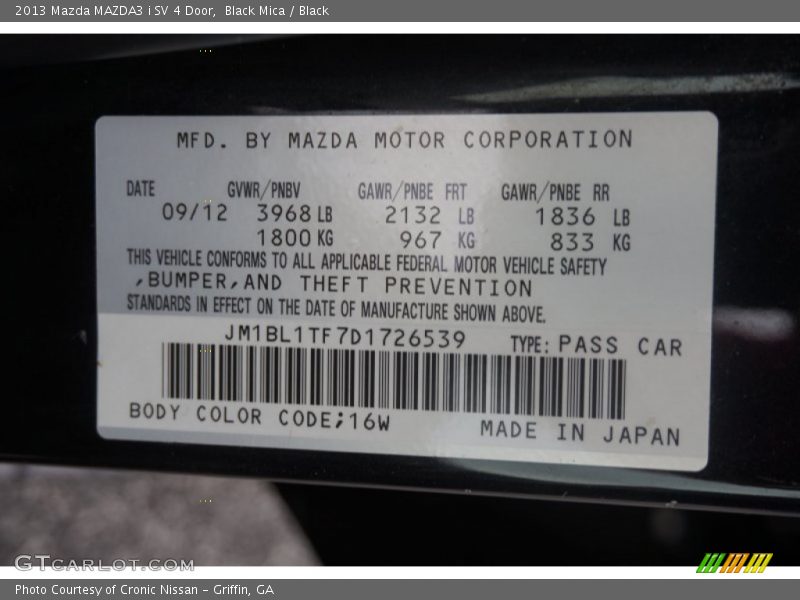 2013 Mazda MAZDA3 i SV 4 Door, Black Mica / Black
MFD. BY MAZDA MOTOR CORPORATION
DATE GVWR/PNBV GAWR/PNBE FRT GAWR/PNBE RR
09/12 3968 LB 2132 LB 1836 LB
1800 KG 967 KG 833 KG
THIS VEHICLE CONFORMS TO ALL APPLICABLE FEDERAL MOTOR VEHICLE SAFETY
,BUMPER,AND THEFT PREVENTION
STANDARDS IN EFFECT ON THE DATE OF MANUFACTURE SHOWN ABOVE.
JM1BL1TF7D1726539 TYPE: PASS CAR
BODY COLOR CODE;16W MADE IN JAPAN
GTCARLOT.COM
Photo Courtesy of Cronic Nissan - Griffin, GA